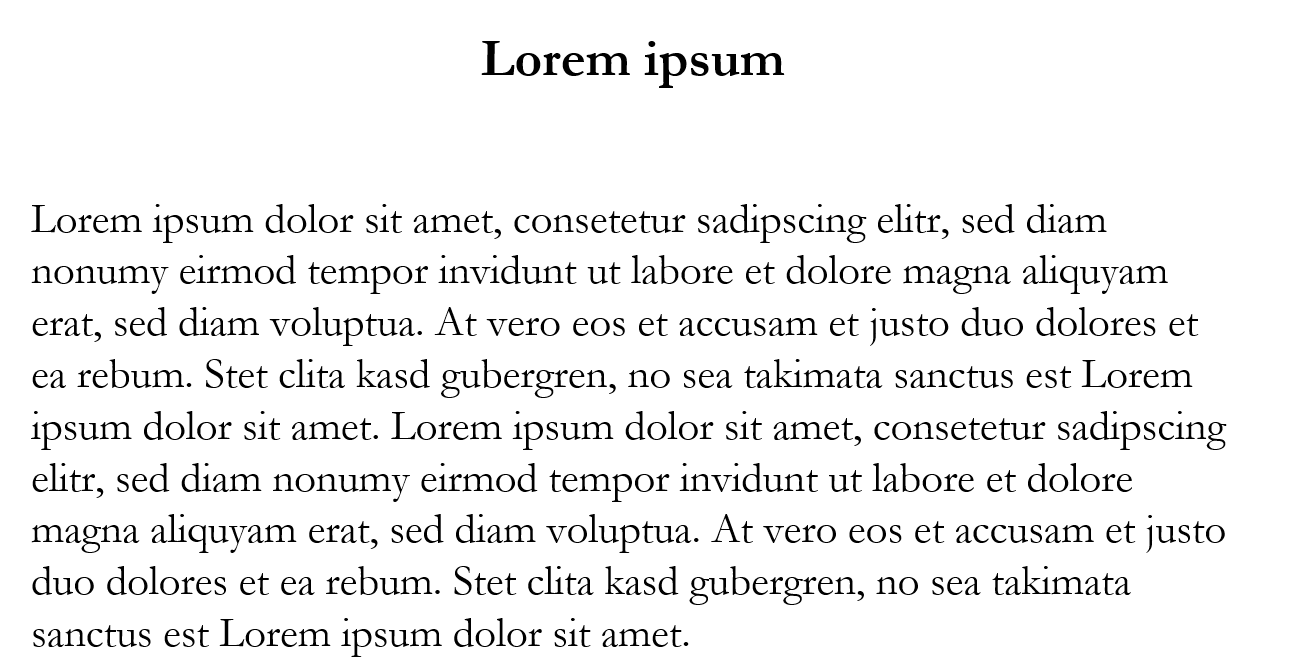 Lorem ipsum
Lorem ipsum dolor sit amet, consetetur sadipscing elitr, sed diam
nonumy eirmod tempor invidunt ut labore et dolore magna aliquyam
erat, sed diam voluptua. At vero eos et accusam et justo duo dolores et
ea rebum. Stet clita kasd gubergren, no sea takimata sanctus est Lorem
ipsum dolor sit amet. Lorem ipsum dolor sit amet, consetetur sadipscing
elitr, sed diam nonumy eirmod tempor invidunt ut labore et dolore
magna aliquyam erat, sed diam voluptua. At vero eos et accusam et justo
duo dolores et ea rebum. Stet clita kasd gubergren, no sea takimata
sanctus est Lorem ipsum dolor sit amet.